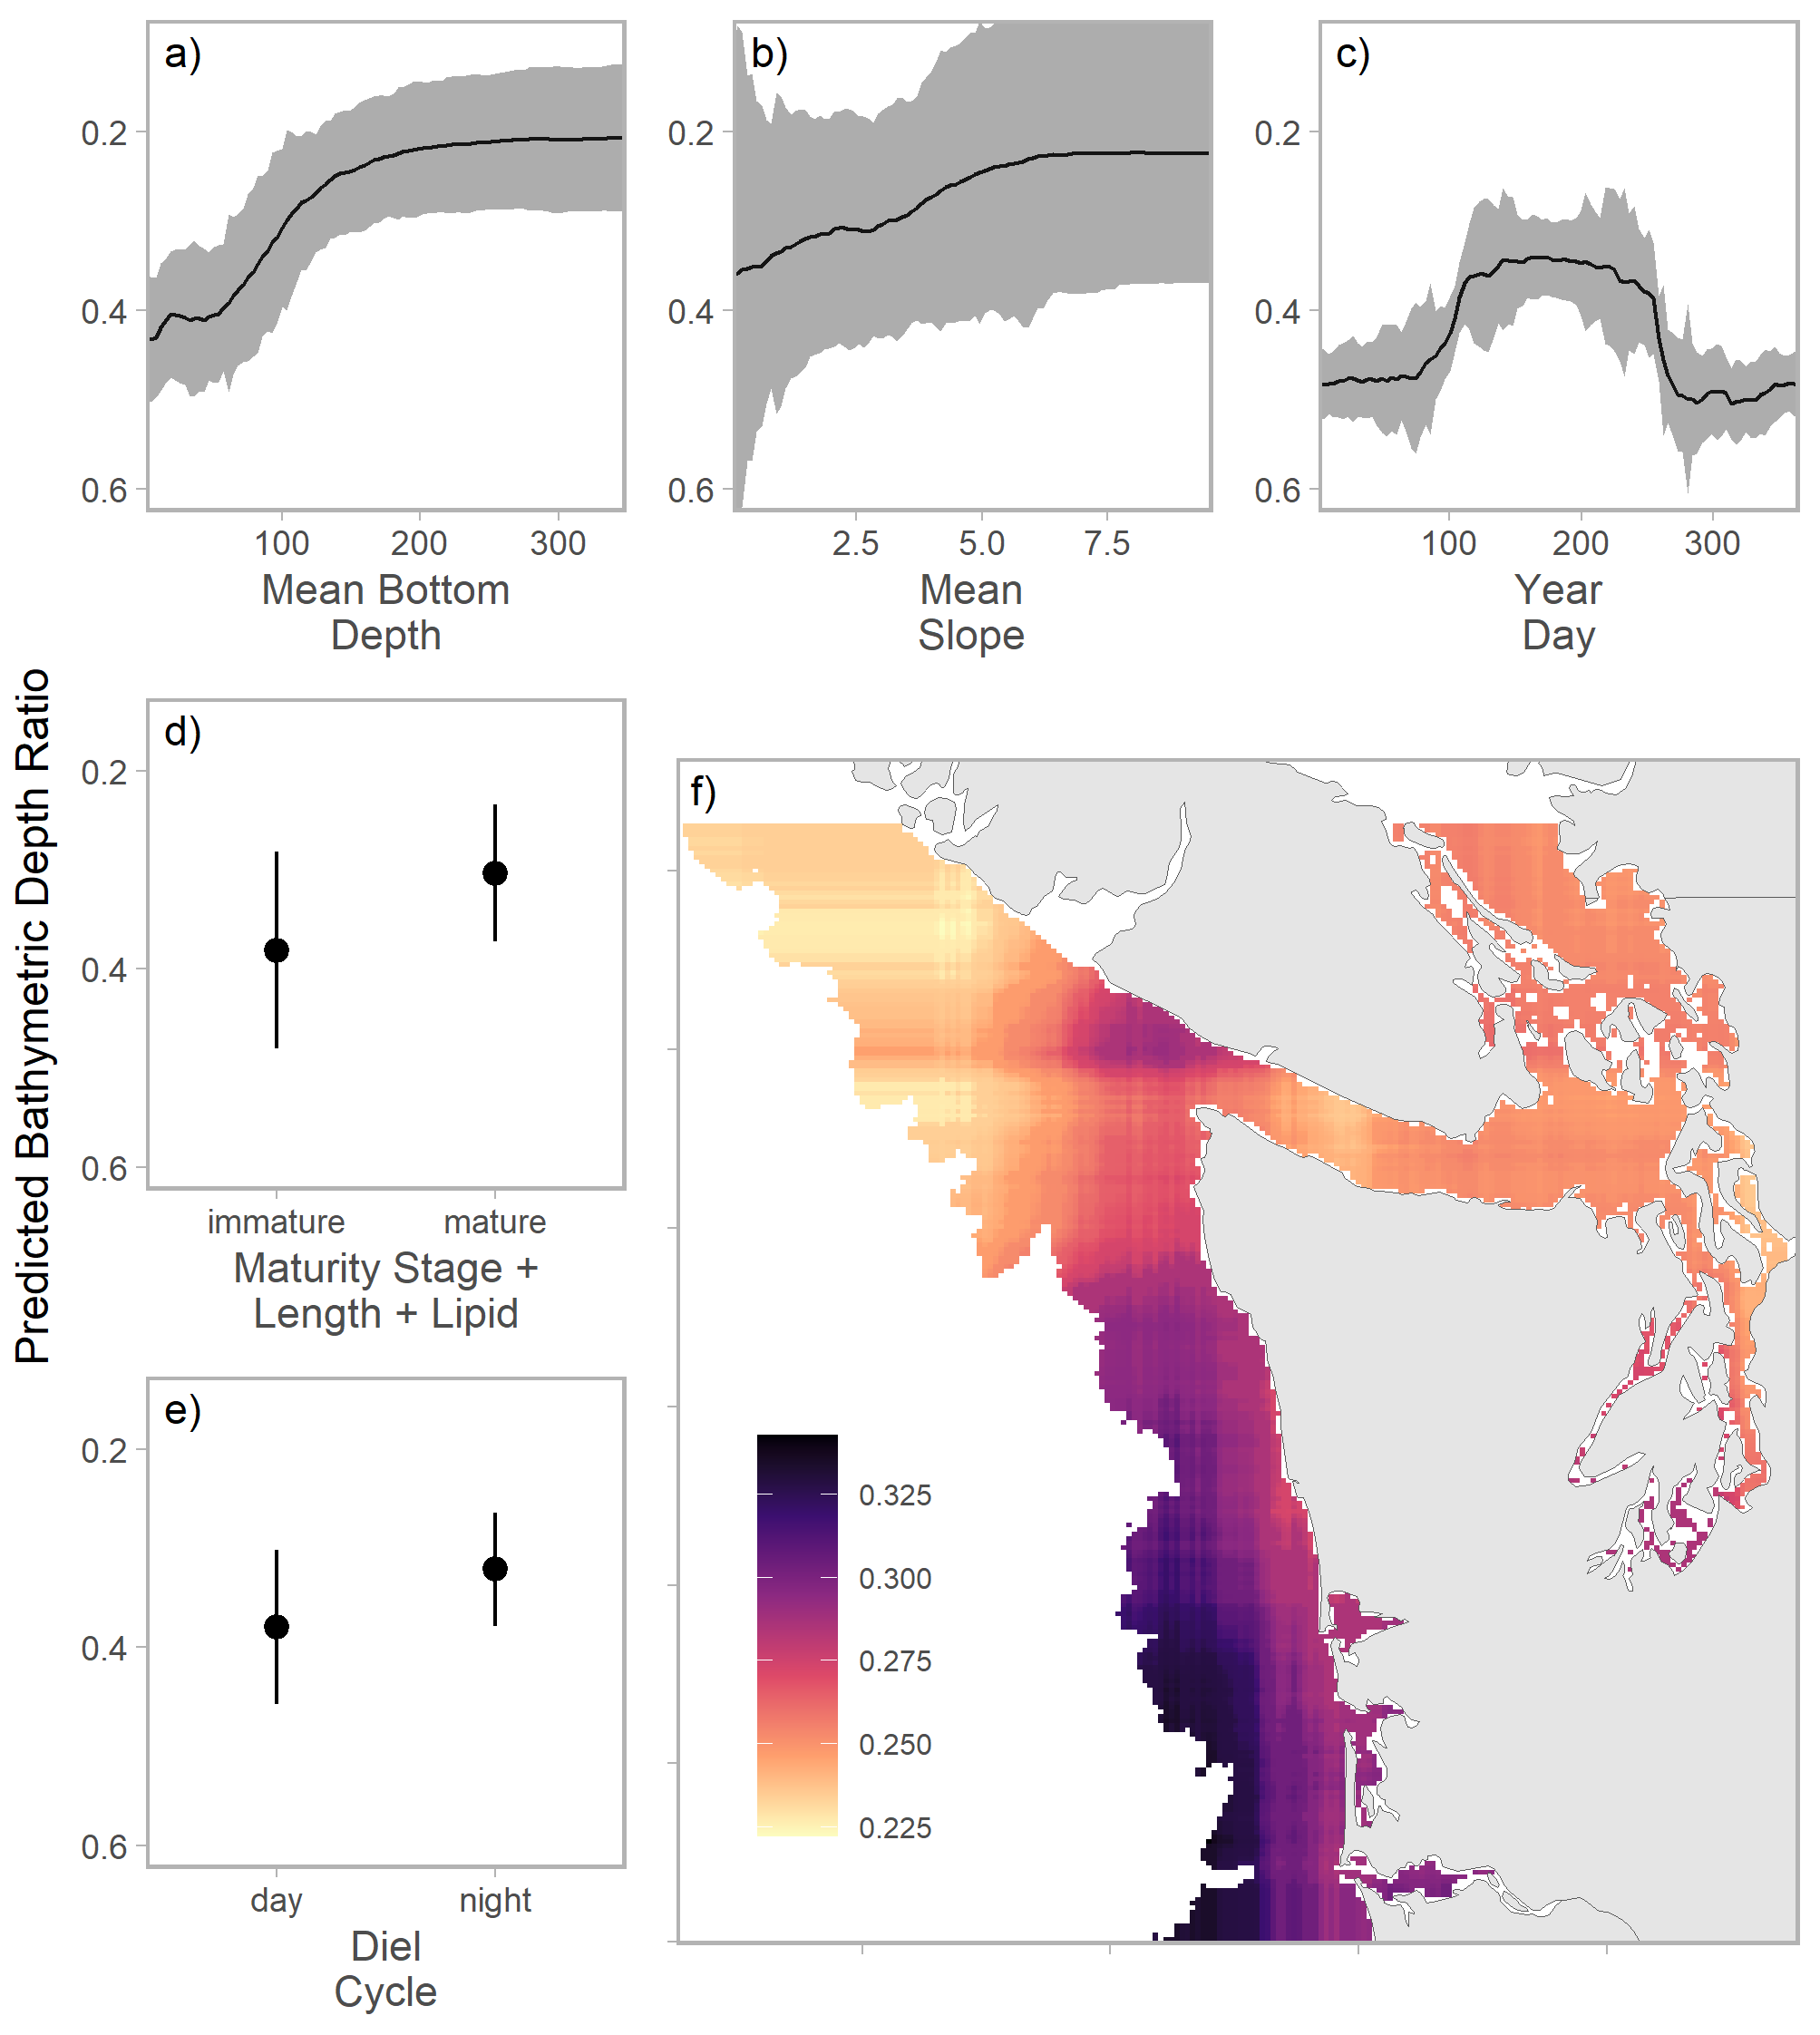 Predicted Bathymetric Depth Ratio
a)
0.2
0.4
0.6
100 200 300
Mean Bottom
Depth
b)
0.2
0.4
0.6
2.5 5.0 7.5
Mean
Slope
c)
0.2
0.4
0.6
100 200 300
Year
Day
d)
0.2
0.4
0.6
immature mature
Maturity Stage +
Length + Lipid
e)
0.2
0.4
0.6
day night
Diel
Cycle
f)
0.325
0.300
0.275
0.250
0.225